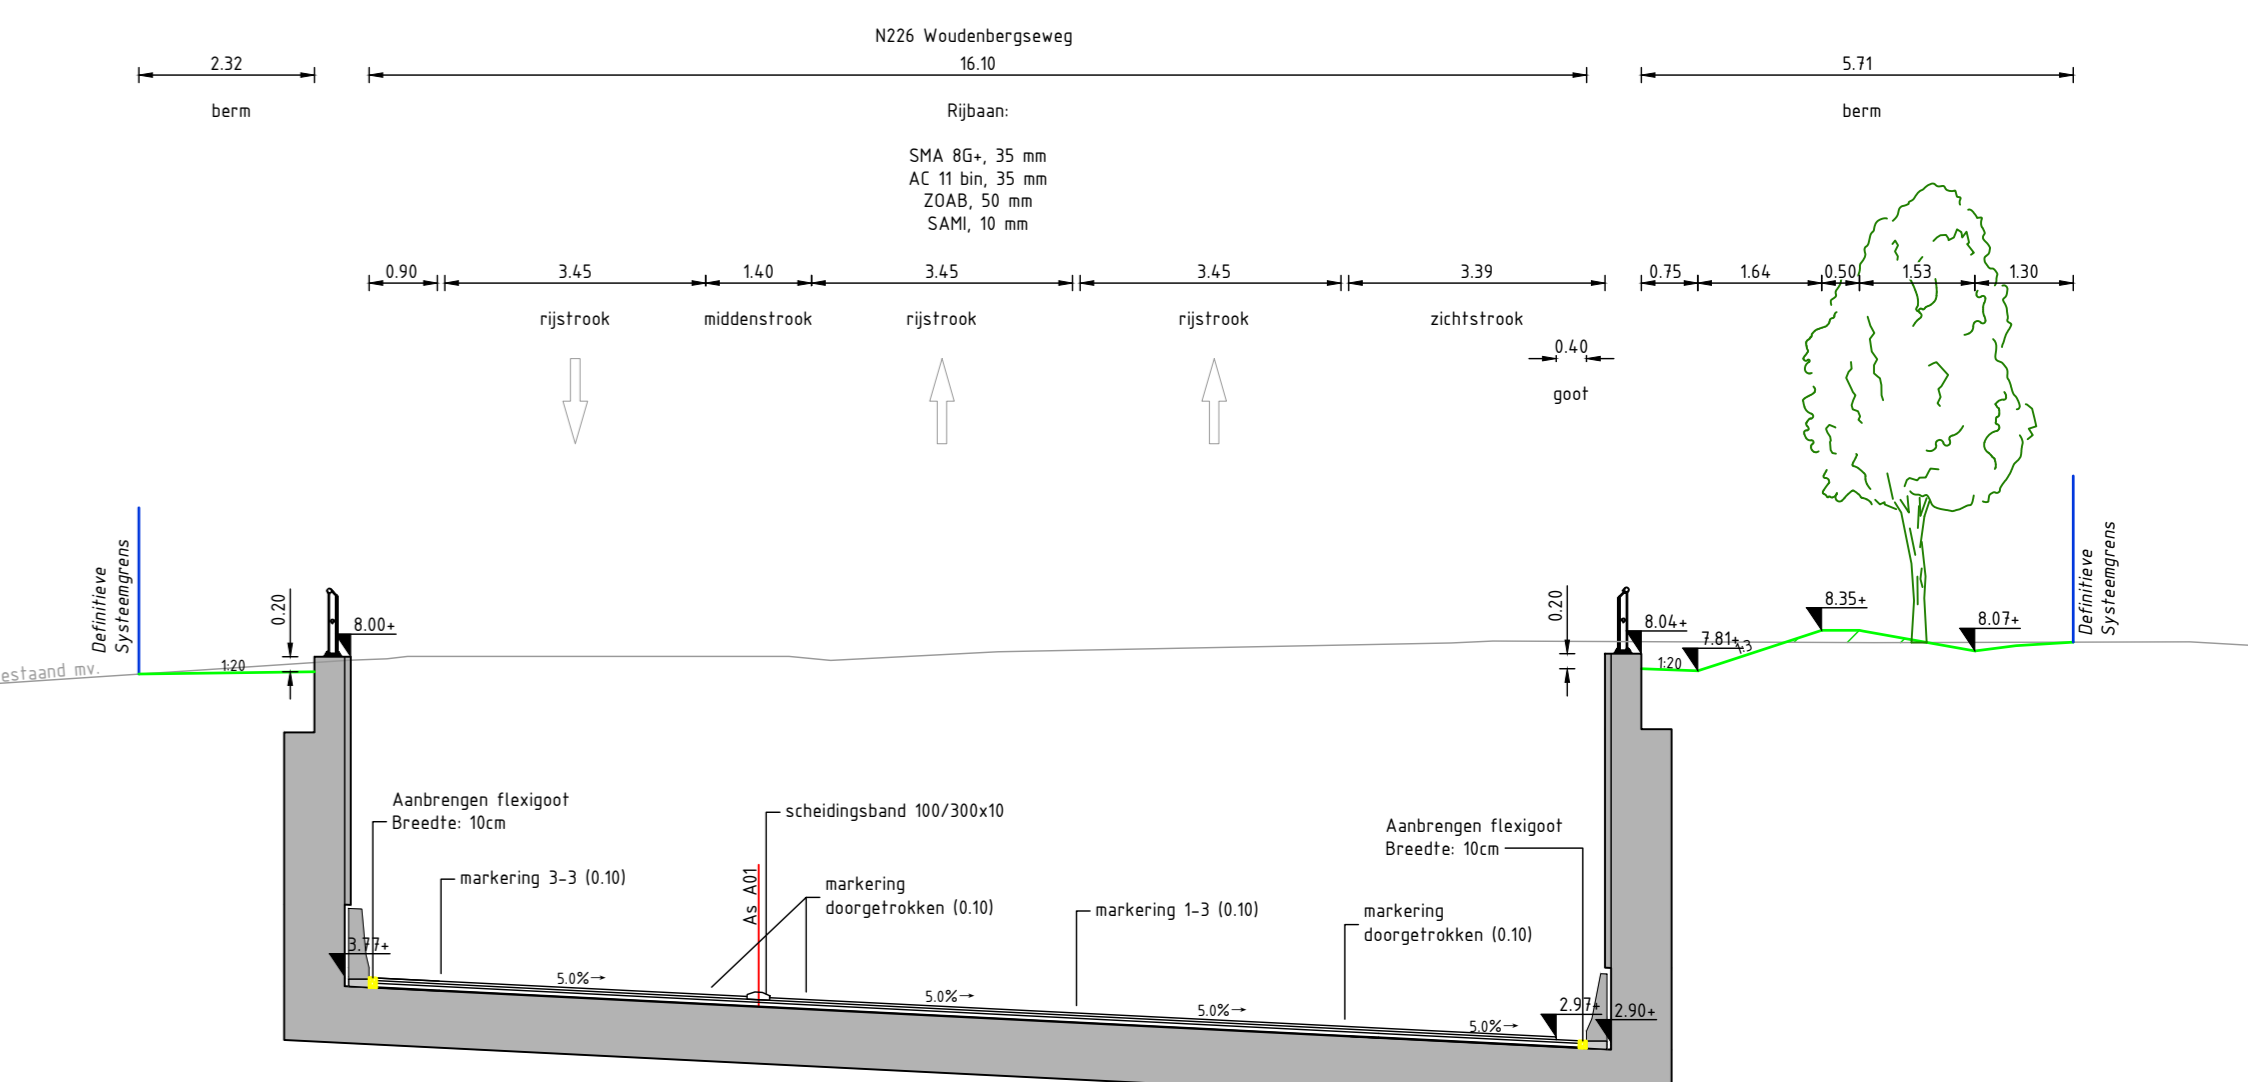 N226 Woudenbergseweg
2.32
16.10
5.71
berm
Rijbaan:
berm
SMA 8G+, 35 mm
AC 11 bin, 35 mm
ZOAB, 50 mm
SAMI, 10 mm
0.90
3.45
1.40
3.45
3.45
3.39
0.75
1.64
0.50
1.53
1.30
rijstrook
middenstrook
rijstrook
rijstrook
zichtstrook
0.40
goot
Definitieve
Systeemgrens
Definitieve
Systeemgrens
0.20
8.00+
0.20
8.04+
7.81+
1:3
8.35+
8.07+
estaand mv.
1:20
1:20
Aanbrengen flexigoot
Breedte: 10cm
scheidingsband 100/300x10
Aanbrengen flexigoot
Breedte: 10cm
markering 3-3 (0.10)
As A01
markering
doorgetrokken (0.10)
markering 1-3 (0.10)
markering
doorgetrokken (0.10)
3.77+
5.0%→
5.0%→
5.0%→
5.0%→
2.97+
2.90+